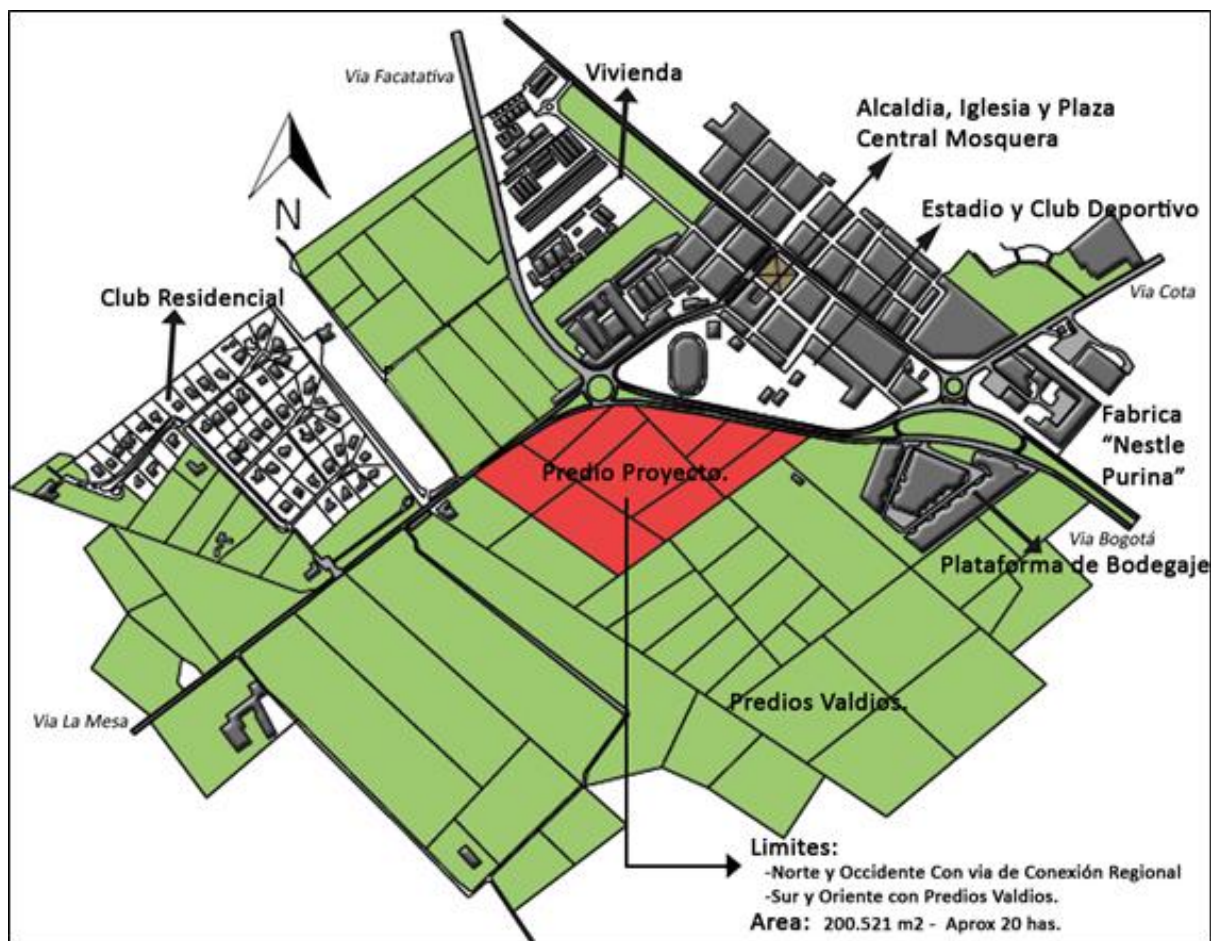 Via Facatativa
Vivienda
Alcaldia, Iglesia y Plaza
Central Mosquera
Estadio y Club Deportivo
N
Club Residencial
Via Cota
Fabrica
"Nestle
Purina"
Predio Proyecto.
Via Bogotá
Plataforma de Bodegaje
Predios Valdios.
Via La Mesa
Limites:
-Norte y Occidente Con via de Conexión Regional
-Sur y Oriente con Predios Valdios.
Area: 200.521 m2 - Aprox 20 has.